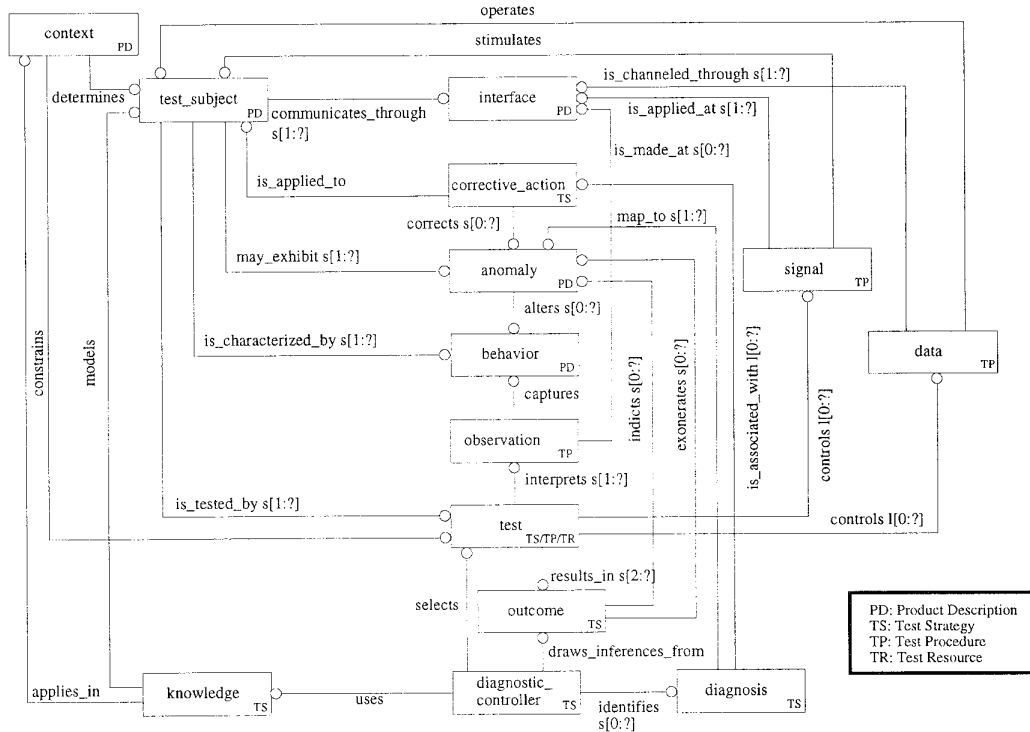 operates
context
PD
stimulates
is_channeled_through s[1:?]
determines
test_subject
PD
communicates_through
s[1:?]
interface
PD
is_applied_at s[1:?]
is_made_at s[0:?]
is_applied_to
corrective_action
TS
corrects s[0:?]
map_to s[1:?]
may_exhibit s[1:?]
anomaly
PD
signal
TP
alters s[0:?]
constrains
models
is_characterized_by s[1:?]
behavior
PD
indicts s[0:?]
exonerates s[0:?]
is_associated_with l[0:?]
controls l[0:?]
data
TP
captures
observation
TP
interprets s[1:?]
is_tested_by s[1:?]
test
TS/TP/TR
controls l[0:?]
results_in s[2:?]
selects
outcome
TS
draws_inferences_from
PD: Product Description
TS: Test Strategy
TP: Test Procedure
TR: Test Resource
applies_in
knowledge
TS
uses
diagnostic_
controller
TS
identifies
s[0:?]
diagnosis
TS